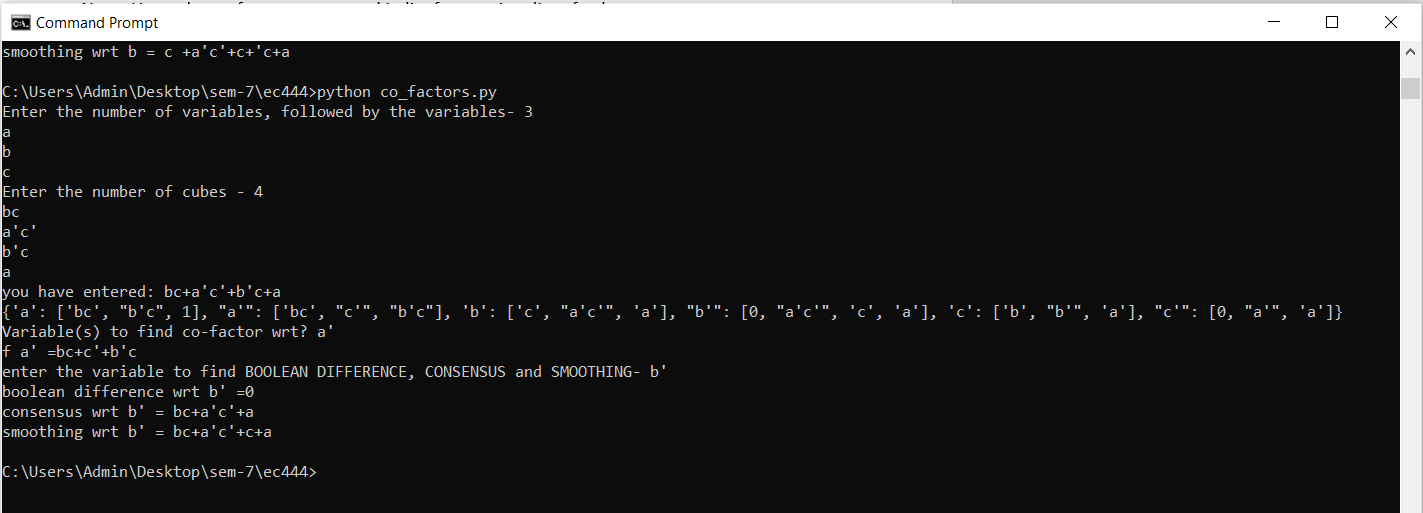 Command Prompt
smoothing wrt b = c +a'c'+c+'c+a
C:\Users\Admin\Desktop\sem-7\ec444>python co_factors.py
Enter the number of variables, followed by the variables- 3
a
b
c
Enter the number of cubes - 4
bc
a'c'
b'c
a
you have entered: bc+a'c'+b'c+a
{'a': ['bc', "b'c", 1], "a'": ['bc', "c'", "b'c"], 'b': ['c', "a'c'", 'a'], "b'": [0, "a'c'", 'c', 'a'], 'c': ['b', "b'", 'a'], "c'": [0, "a'", 'a']}
Variable(s) to find co-factor wrt? a'
f a' =bc+c'+b'c
enter the variable to find BOOLEAN DIFFERENCE, CONSENSUS and SMOOTHING- b'
boolean difference wrt b' =0
consensus wrt b' = bc+a'c'+a
smoothing wrt b' = bc+a'c'+c+a
C:\Users\Admin\Desktop\sem-7\ec444>